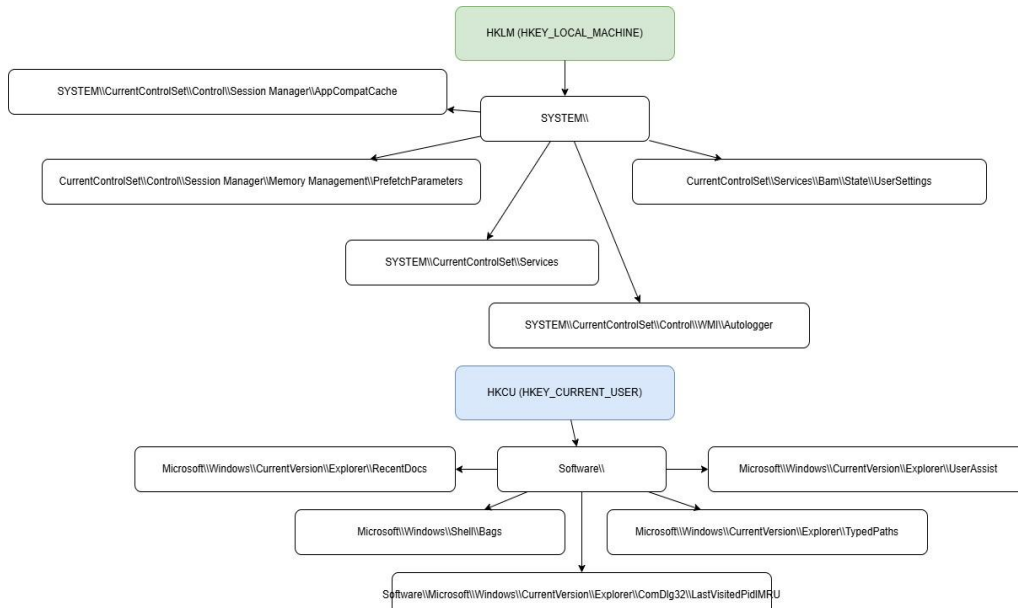 HKLM (HKEY_LOCAL_MACHINE)
SYSTEM\\CurrentControlSet\\Control\\Session Manager\\AppCompatCache
SYSTEM\\
CurrentControlSet\\Control\\Session Manager\\Memory Management\\PrefetchParameters
CurrentControlSet\\Services\\Bam\\State\\UserSettings
SYSTEM\\CurrentControlSet\\Services
SYSTEM\\CurrentControlSet\\Control\\WMI\\Autologger
HKCU (HKEY_CURRENT_USER)
Microsoft\\Windows\\CurrentVersion\\Explorer\\RecentDocs
Software\\
Microsoft\\Windows\\CurrentVersion\\Explorer\\UserAssist
Microsoft\\Windows\\Shell\\Bags
Microsoft\\Windows\\CurrentVersion\\Explorer\\TypedPaths
Software\\Microsoft\\Windows\\CurrentVersion\\Explorer\\ComDlg32\\LastVisitedPidlMRU